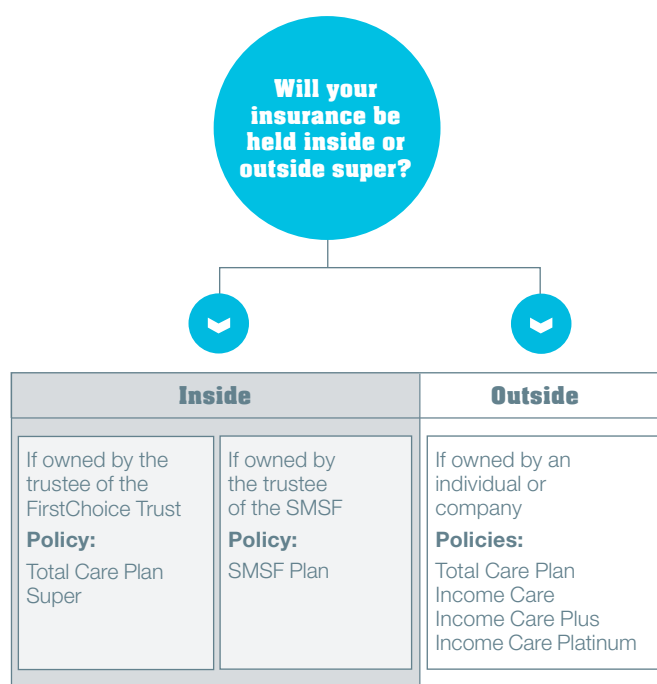 Will your
insurance be
held inside or
outside super?
Inside
Outside
If owned by the
trustee of the
FirstChoice Trust
Policy:
Total Care Plan
Super
If owned by
the trustee
of the SMSF
Policy:
SMSF Plan
If owned by an
individual or
company
Policies:
Total Care Plan
Income Care
Income Care Plus
Income Care Platinum